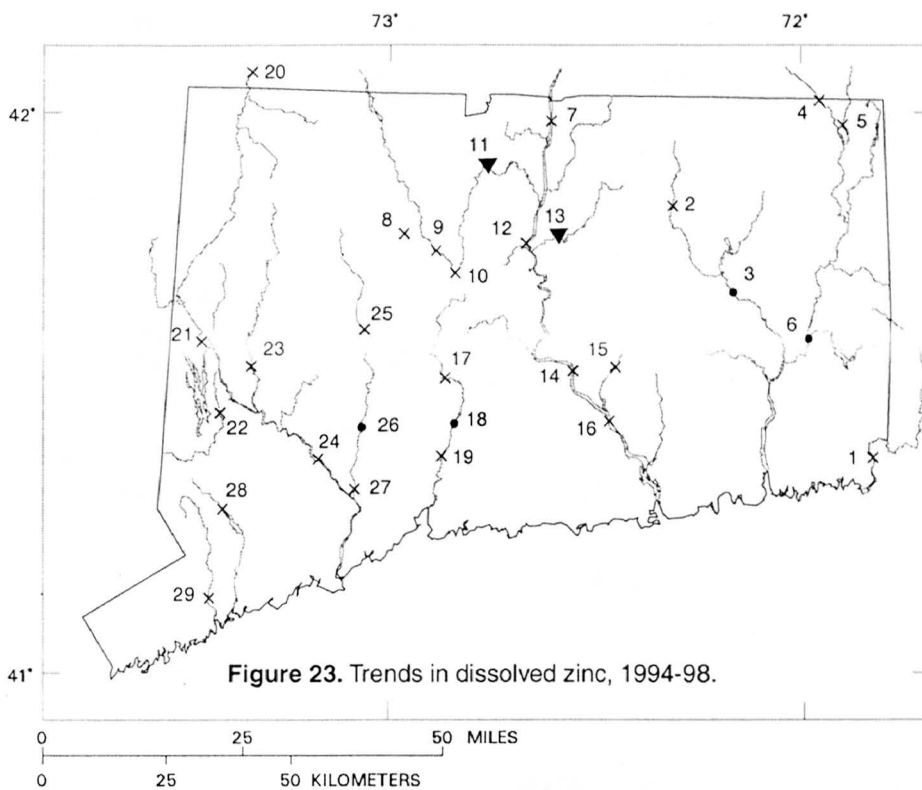 73° 72°
20
42° 4 5
7
11
2
8 9 12 13
10 3
25 6
21
23 17 14 15
22 26 18 16
24 19 1
27
28
29
41° Figure 23. Trends in dissolved zinc, 1994-98.
0 25 50 MILES
0 25 50 KILOMETERS